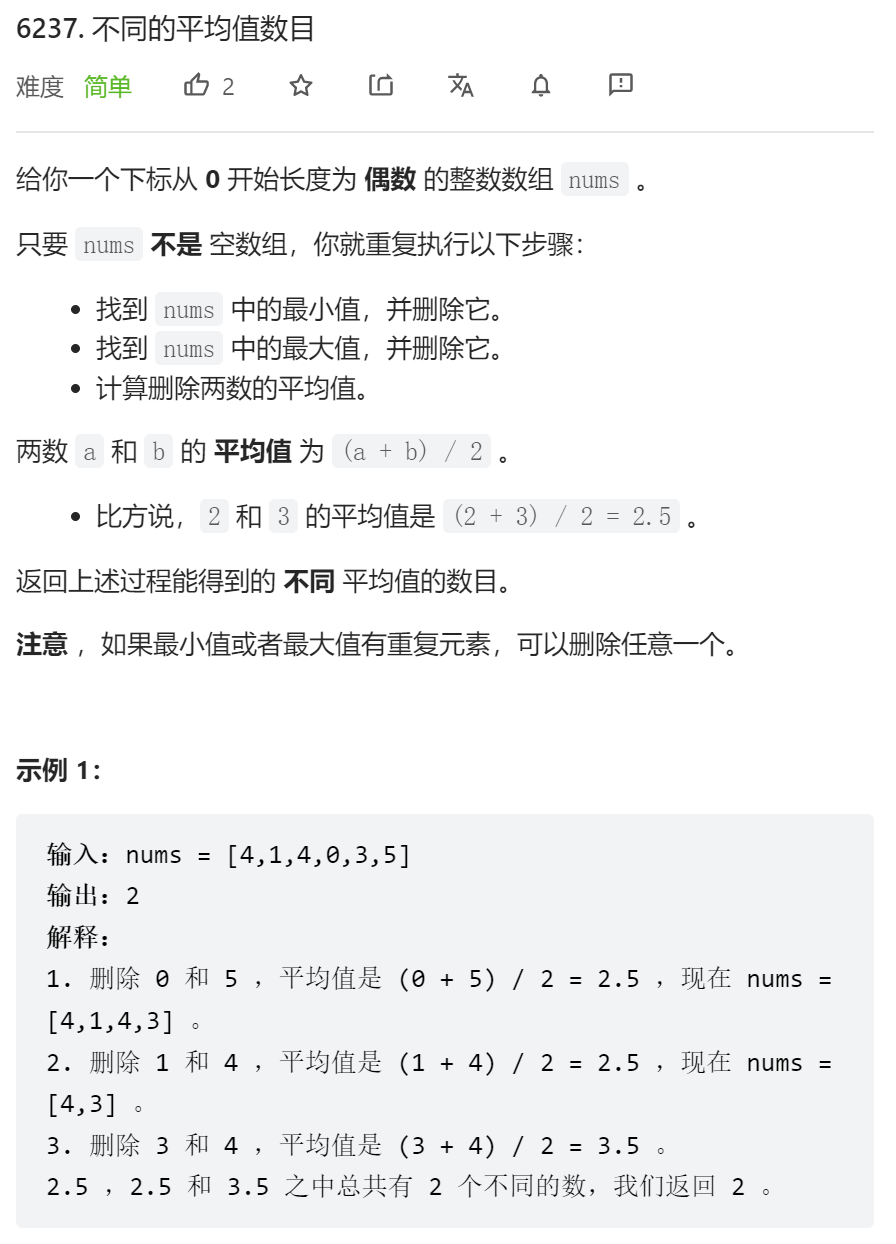 6237. 不同的平均值数目
难度 简单 2
给你一个下标从 0 开始长度为 偶数 的整数数组 nums 。
只要 nums 不是 空数组，你就重复执行以下步骤：
• 找到 nums 中的最小值，并删除它。
• 找到 nums 中的最大值，并删除它。
• 计算删除两数的平均值。
两数 a 和 b 的 平均值 为 (a + b) / 2 。
• 比方说，2 和 3 的平均值是 (2 + 3) / 2 = 2.5 。
返回上述过程能得到的 不同 平均值的数目。
注意 ，如果最小值或者最大值有重复元素，可以删除任意一个。
示例 1：
输入：nums = [4,1,4,0,3,5]
输出：2
解释：
1. 删除 0 和 5 ，平均值是 (0 + 5) / 2 = 2.5 ，现在 nums =
[4,1,4,3] 。
2. 删除 1 和 4 ，平均值是 (1 + 4) / 2 = 2.5 ，现在 nums =
[4,3] 。
3. 删除 3 和 4 ，平均值是 (3 + 4) / 2 = 3.5 。
2.5 ，2.5 和 3.5 之中总共有 2 个不同的数，我们返回 2 。